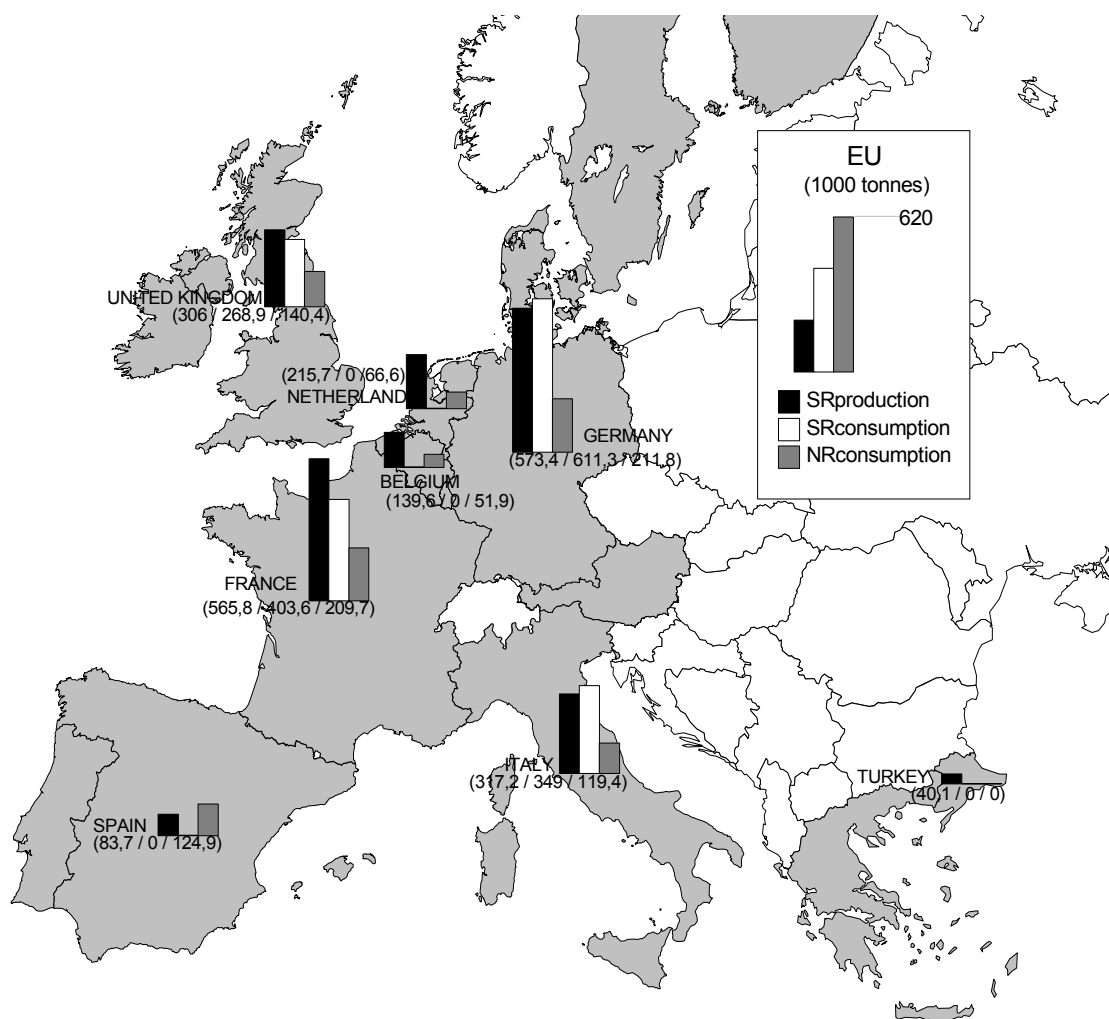 EU
(1000 tonnes)
620
SRproduction
SRconsumption
NRconsumption
UNITED KINGDOM
(306 / 268,9 / 140,4)
(215,7 / 0 /66,6)
NETHERLAND
GERMANY
(573,4 / 611,3 / 211,8)
BELGIUM
(139,6 / 0 / 51,9)
FRANCE
(565,8 / 403,6 / 209,7)
ITALY
(317,2 / 349 / 119,4)
TURKEY
(40,1 / 0 / 0)
SPAIN
(83,7 / 0 / 124,9)